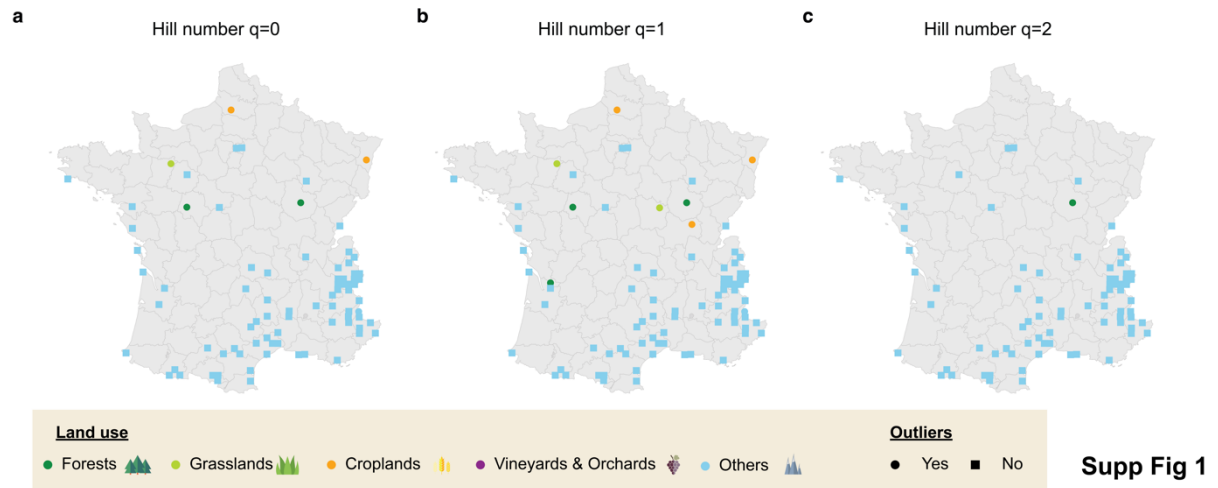 a
Hill number q=0
b
Hill number q=1
c
Hill number q=2
Land use
Forests
Grasslands
Croplands
Vineyards & Orchards
Others
Outliers
Yes
No
Supp Fig 1